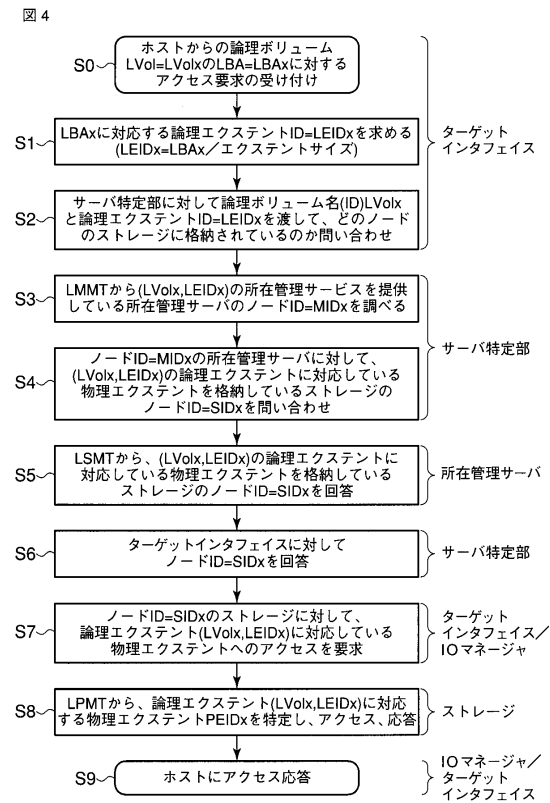 図4
S0
ホストからの論理ボリューム
LVol=LVolxのLBA=LBAxに対する
アクセス要求の受け付け
S1
LBAxに対応する論理エクステントID=LEIDxを求める
(LEIDx=LBAx／エクステントサイズ)
ターゲット
インタフェイス
S2
サーバ特定部に対して論理ボリューム名(ID)LVolx
と論理エクステントID=LEIDxを渡して、どのノード
のストレージに格納されているのか問い合わせ
S3
LMMTから(LVolx,LEIDx)の所在管理サービスを提供
している所在管理サーバのノードID=MIDxを調べる
サーバ特定部
S4
ノードID=MIDxの所在管理サーバに対して、
(LVolx,LEIDx)の論理エクステントに対応している
物理エクステントを格納しているストレージの
ノードID=SIDxを問い合わせ
S5
LSMTから、(LVolx,LEIDx)の論理エクステントに
対応している物理エクステントを格納している
ストレージのノードID=SIDxを回答
所在管理サーバ
S6
ターゲットインタフェイスに対して
ノードID=SIDxを回答
サーバ特定部
S7
ノードID=SIDxのストレージに対して、
論理エクステント(LVolx,LEIDx)に対応している
物理エクステントへのアクセスを要求
ターゲット
インタフェイス／
IOマネージャ
S8
LPMTから、論理エクステント(LVolx,LEIDx)に対応
する物理エクステントPEIDxを特定し、アクセス、応答
ストレージ
S9
ホストにアクセス応答
IOマネージャ／
ターゲット
インタフェイス